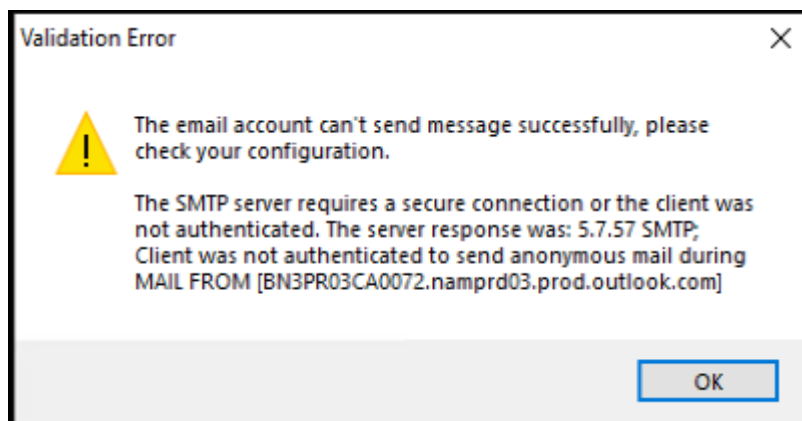 Validation Error
The email account can't send message successfully, please
check your configuration.
The SMTP server requires a secure connection or the client was
not authenticated. The server response was: 5.7.57 SMTP;
Client was not authenticated to send anonymous mail during
MAIL FROM [BN3PR03CA0072.namprd03.prod.outlook.com]
OK